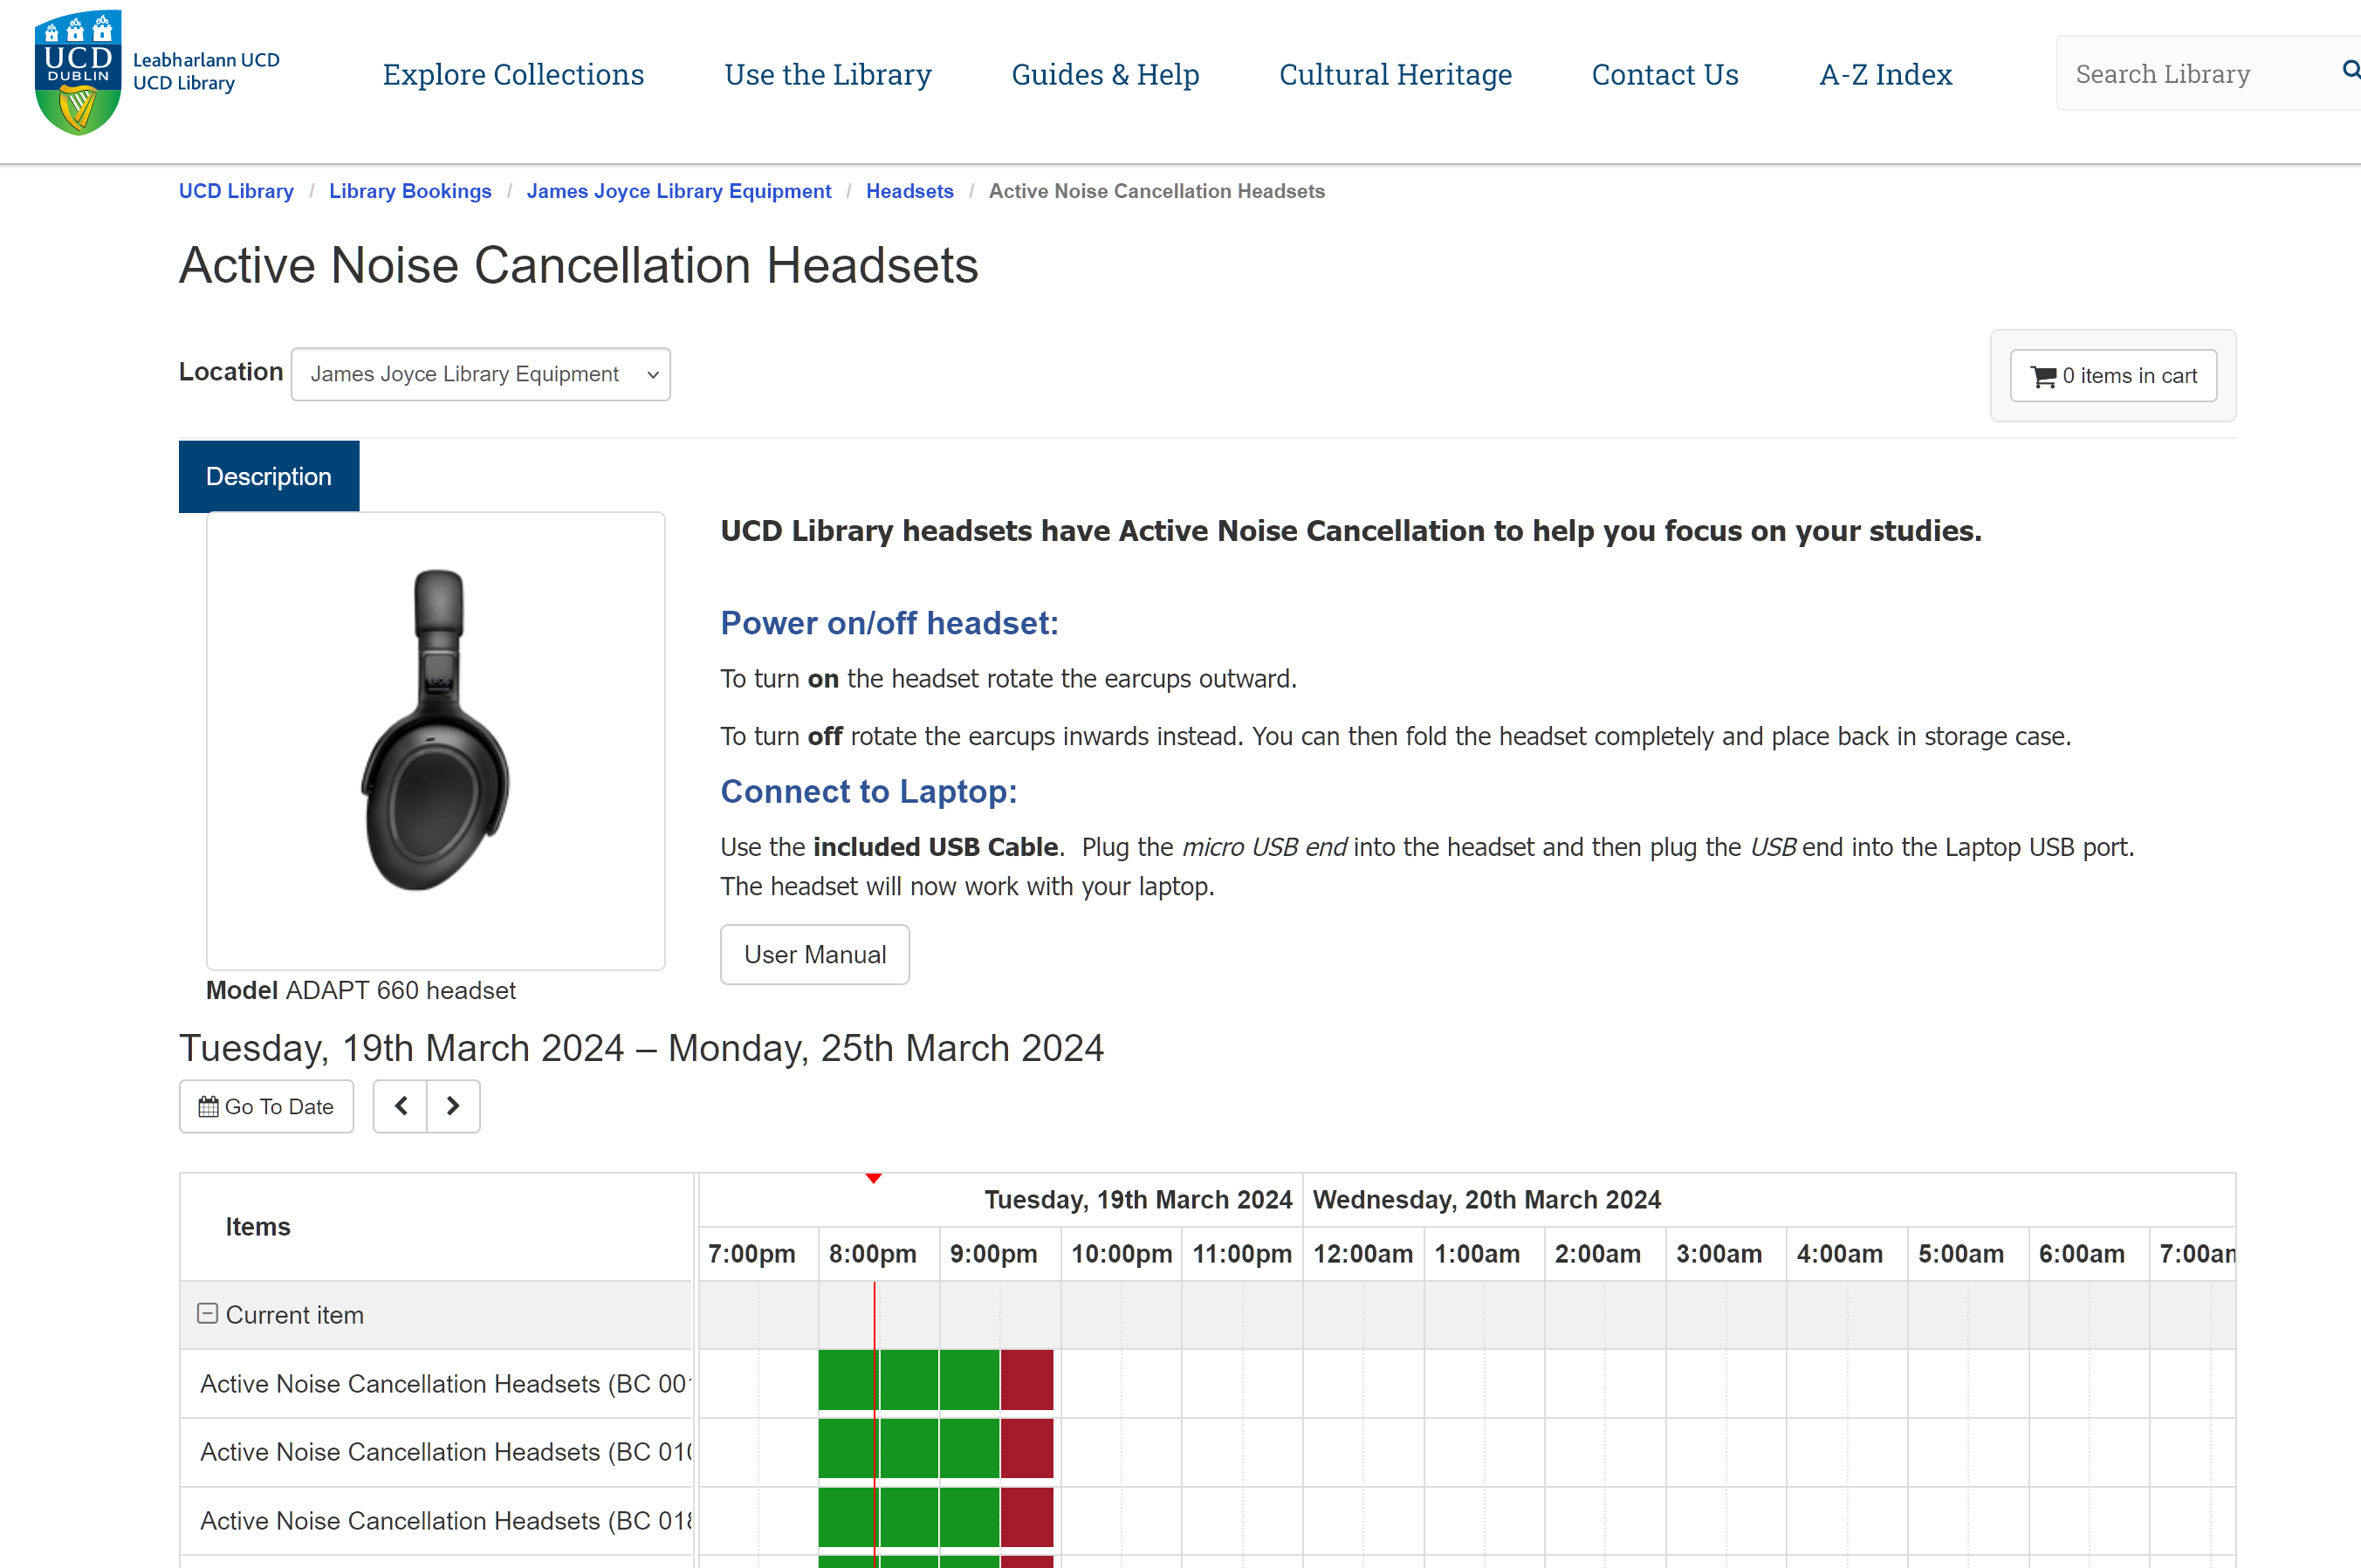 UCD
DUBLIN
Leabharlann UCD
UCD Library
Explore Collections
Use the Library
Guides & Help
Cultural Heritage
Contact Us
A-Z Index
Search Library
UCD Library / Library Bookings / James Joyce Library Equipment / Headsets / Active Noise Cancellation Headsets
Active Noise Cancellation Headsets
Location James Joyce Library Equipment
0 items in cart
Description
UCD Library headsets have Active Noise Cancellation to help you focus on your studies.
Power on/off headset:
To turn on the headset rotate the earcups outward.
To turn off rotate the earcups inwards instead. You can then fold the headset completely and place back in storage case.
Connect to Laptop:
Use the included USB Cable. Plug the micro USB end into the headset and then plug the USB end into the Laptop USB port.
The headset will now work with your laptop.
User Manual
Model ADAPT 660 headset
Tuesday, 19th March 2024 – Monday, 25th March 2024
Go To Date
Items
Tuesday, 19th March 2024
Wednesday, 20th March 2024
7:00pm 8:00pm 9:00pm 10:00pm 11:00pm 12:00am 1:00am 2:00am 3:00am 4:00am 5:00am 6:00am
Current item
Active Noise Cancellation Headsets (BC
Active Noise Cancellation Headsets (BC
Active Noise Cancellation Headsets (BC